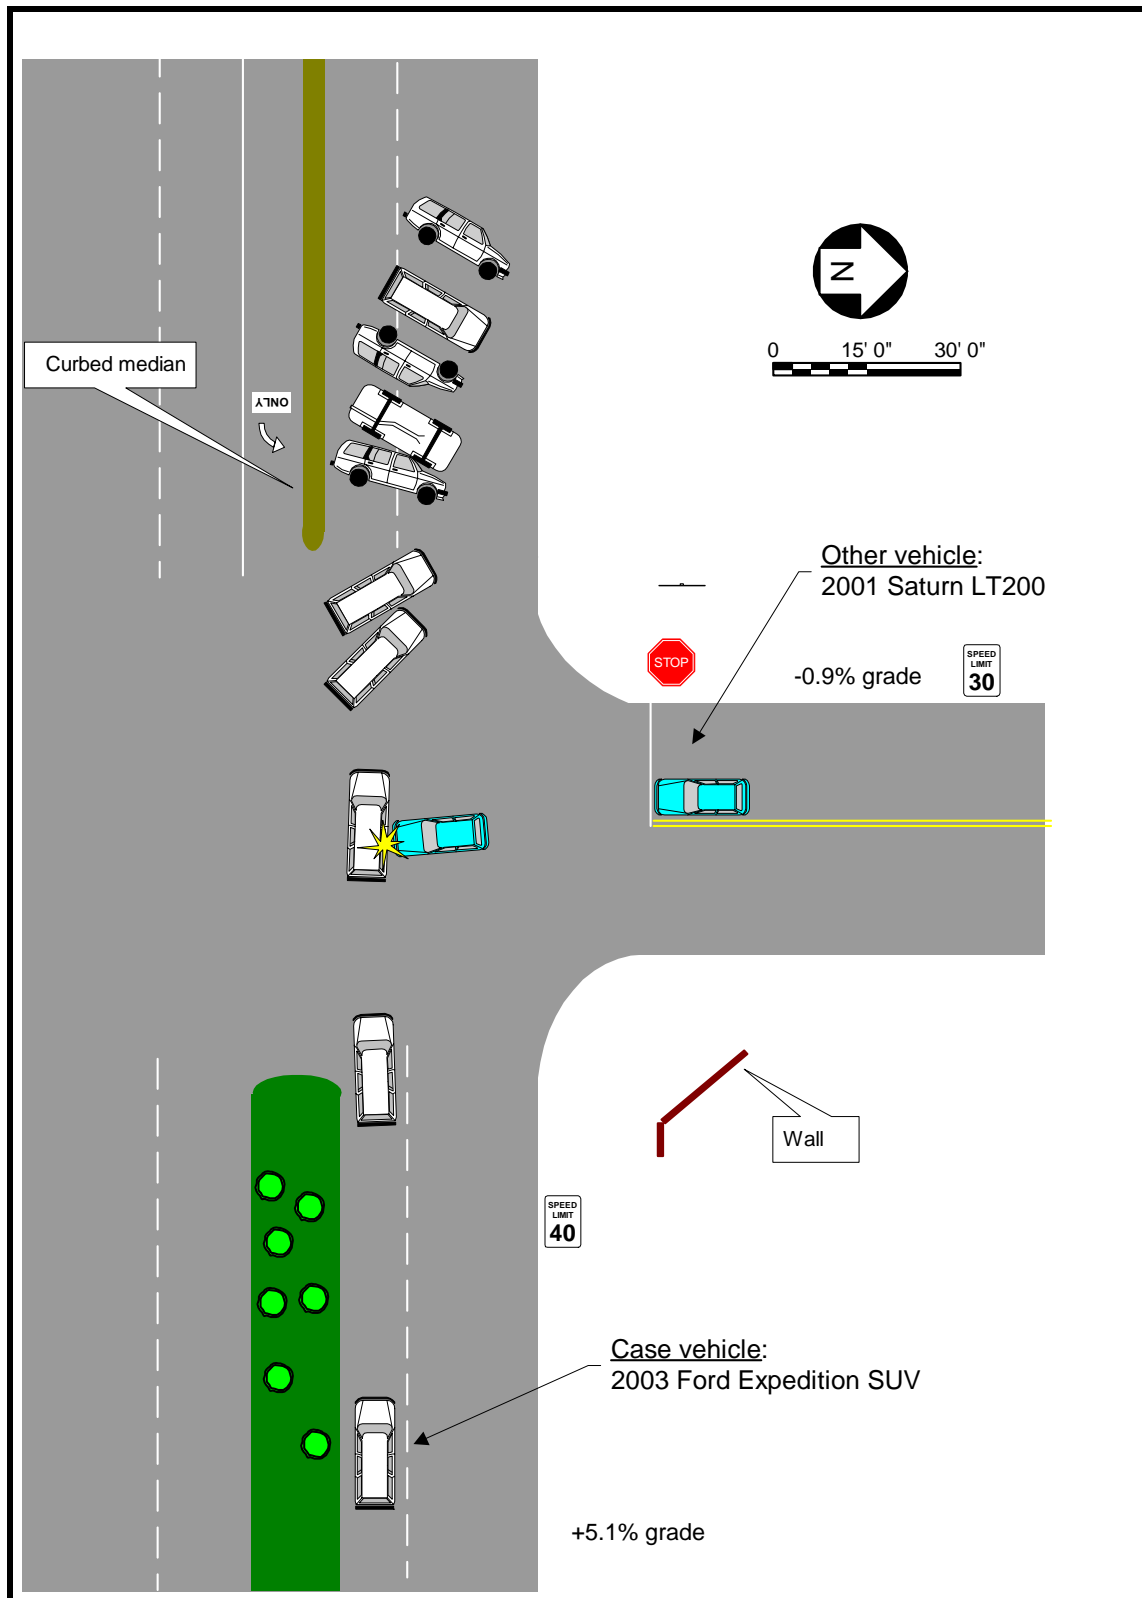 N
0 15' 0" 30' 0"
Curbed median
ONLY
Other vehicle:
2001 Saturn LT200
STOP
-0.9% grade
SPEED
LIMIT
30
Wall
SPEED
LIMIT
40
Case vehicle:
2003 Ford Expedition SUV
+5.1% grade